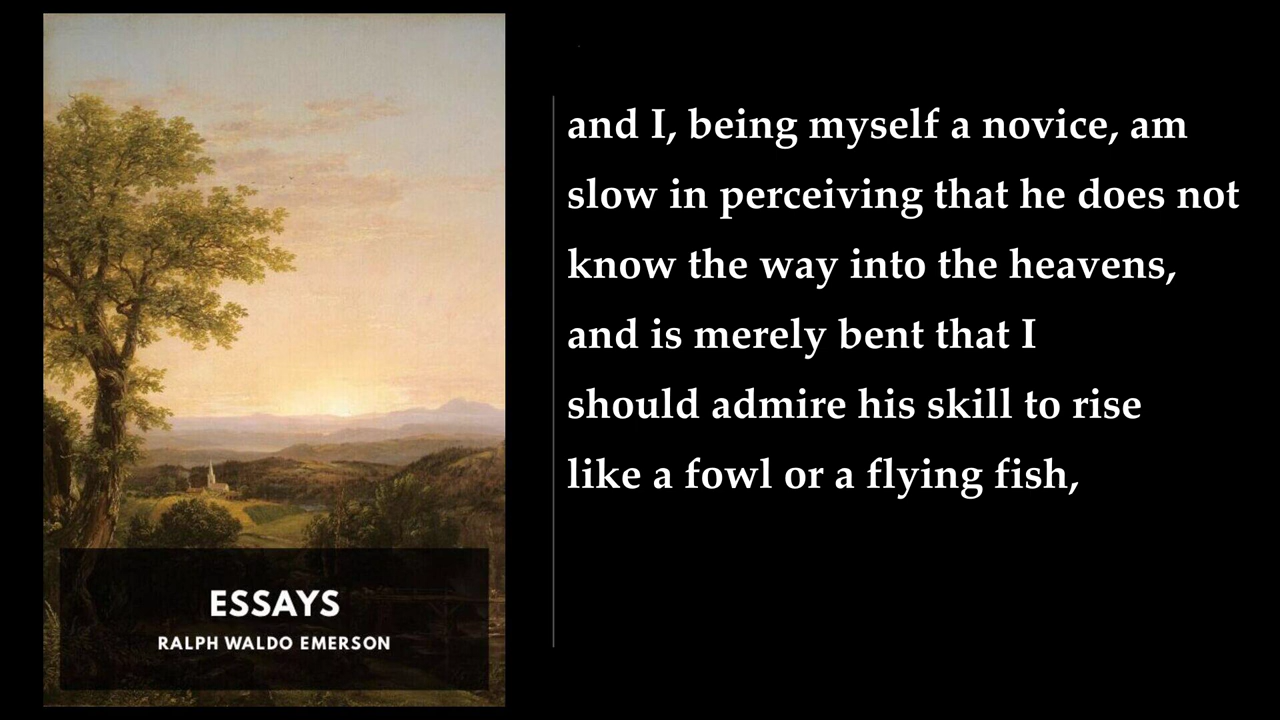 ESSAYS
RALPH WALDO EMERSON
and I, being myself a novice, am
slow in perceiving that he does not
know the way into the heavens,
and is merely bent that I
should admire his skill to rise
like a fowl or a flying fish,